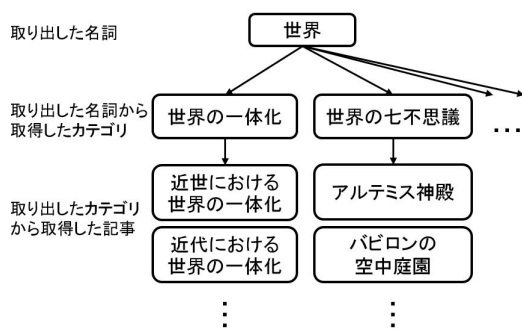 取り出した名詞
世界
取り出した名詞から
取得したカテゴリ
世界の一体化
世界の七不思議
...
取り出したカテゴリ
から取得した記事
近世における
世界の一体化
アルテミス神殿
近代における
世界の一体化
バビロンの
空中庭園
⋮
⋮